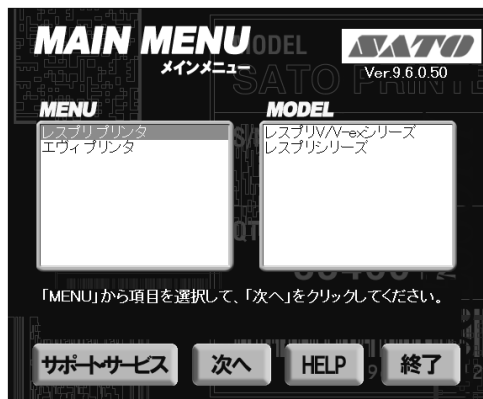 MAIN MENU
メインメニュー
SATO
Ver.9.6.0.50
MODEL
SATO PRINTE
MENU
MODEL
レスプリ プリンタ
エヴィ プリンタ
レスプリV/V-exシリーズ
レスプリシリーズ
「MENU」から項目を選択して、「次へ」をクリックしてください。
サポートサービス
次へ
HELP
終了